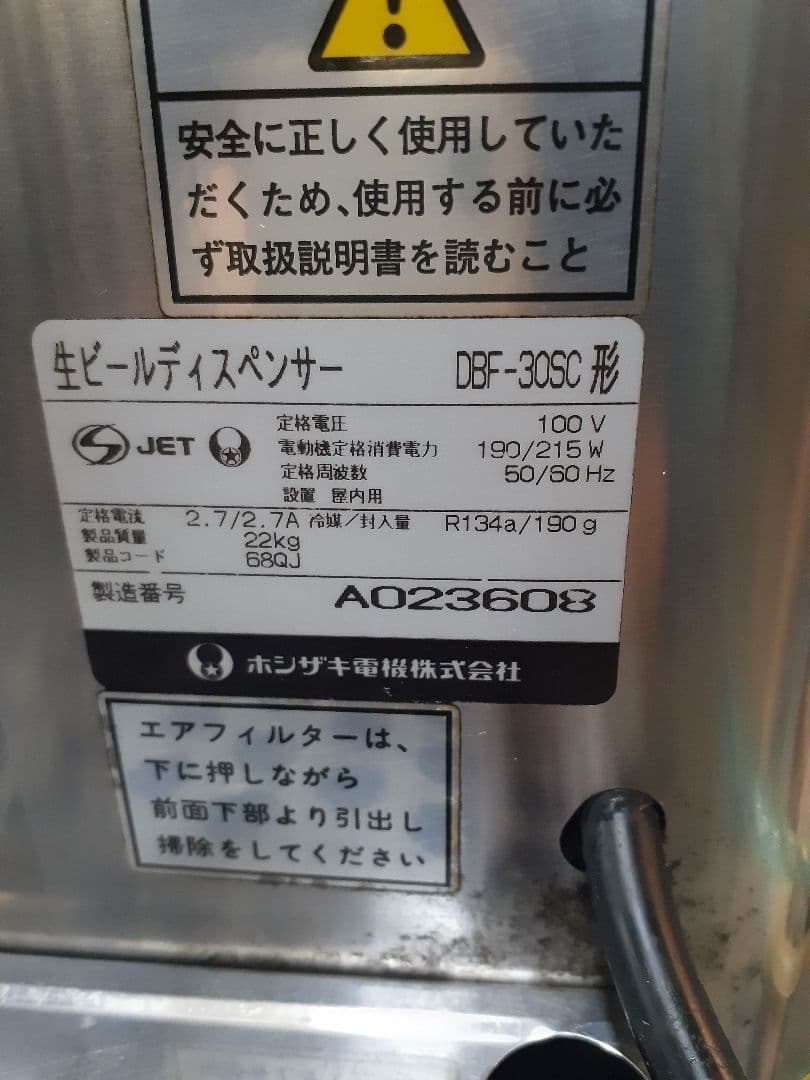 安全に正しく使用していた
だくため、使用する前に必
ず取扱説明書を読むこと
生ビールディスペンサー DBF-30SC 形
JET
定格電圧 100 V
電動機定格消費電力 190/215 W
定格周波数 50/60 Hz
設置 屋内用
定格電流 2.7/2.7A 冷媒/封入量 R134a/190 g
製品質量 22kg
製品コード 68QJ
製造番号 A023608
ホシザキ電機株式会社
エアフィルターは、
下に押しながら
前面下部より引出し
掃除をしてください